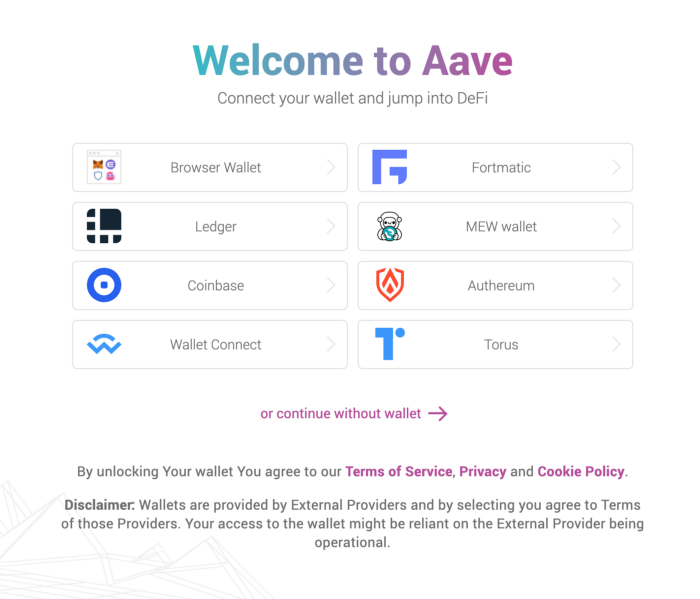 Welcome to Aave
Connect your wallet and jump into DeFi
Browser Wallet
Fortmatic
Ledger
MEW wallet
Coinbase
Authereum
Wallet Connect
Torus
or continue without wallet
By unlocking Your wallet You agree to our Terms of Service, Privacy and Cookie Policy.
Disclaimer: Wallets are provided by External Providers and by selecting you agree to Terms
of those Providers. Your access to the wallet might be reliant on the External Provider being
operational.